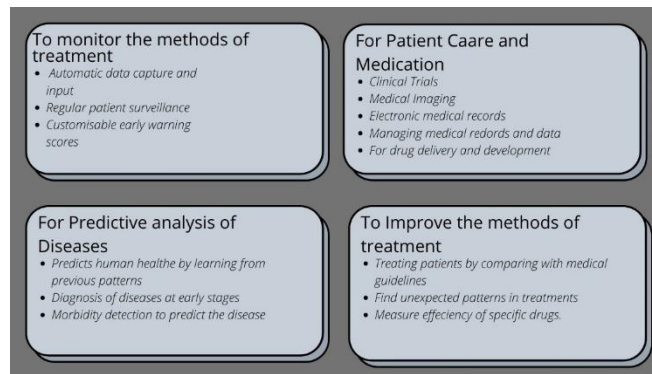 To monitor the methods of
treatment
• Automatic data capture and
input
• Regular patient surveillance
• Customisable early warning
scores
For Patient Caare and
Medication
• Clinical Trials
• Medical Imaging
• Electronic medical records
• Managing medical redords and data
• For drug delivery and development
For Predictive analysis of
Diseases
• Predicts human healthe by learning from
previous patterns
• Diagnosis of diseases at early stages
• Morbidity detection to predict the disease
To Improve the methods of
treatment
• Treating patients by comparing with medical
guidelines
• Find unexpected patterns in treatments
• Measure effeciency of specific drugs.